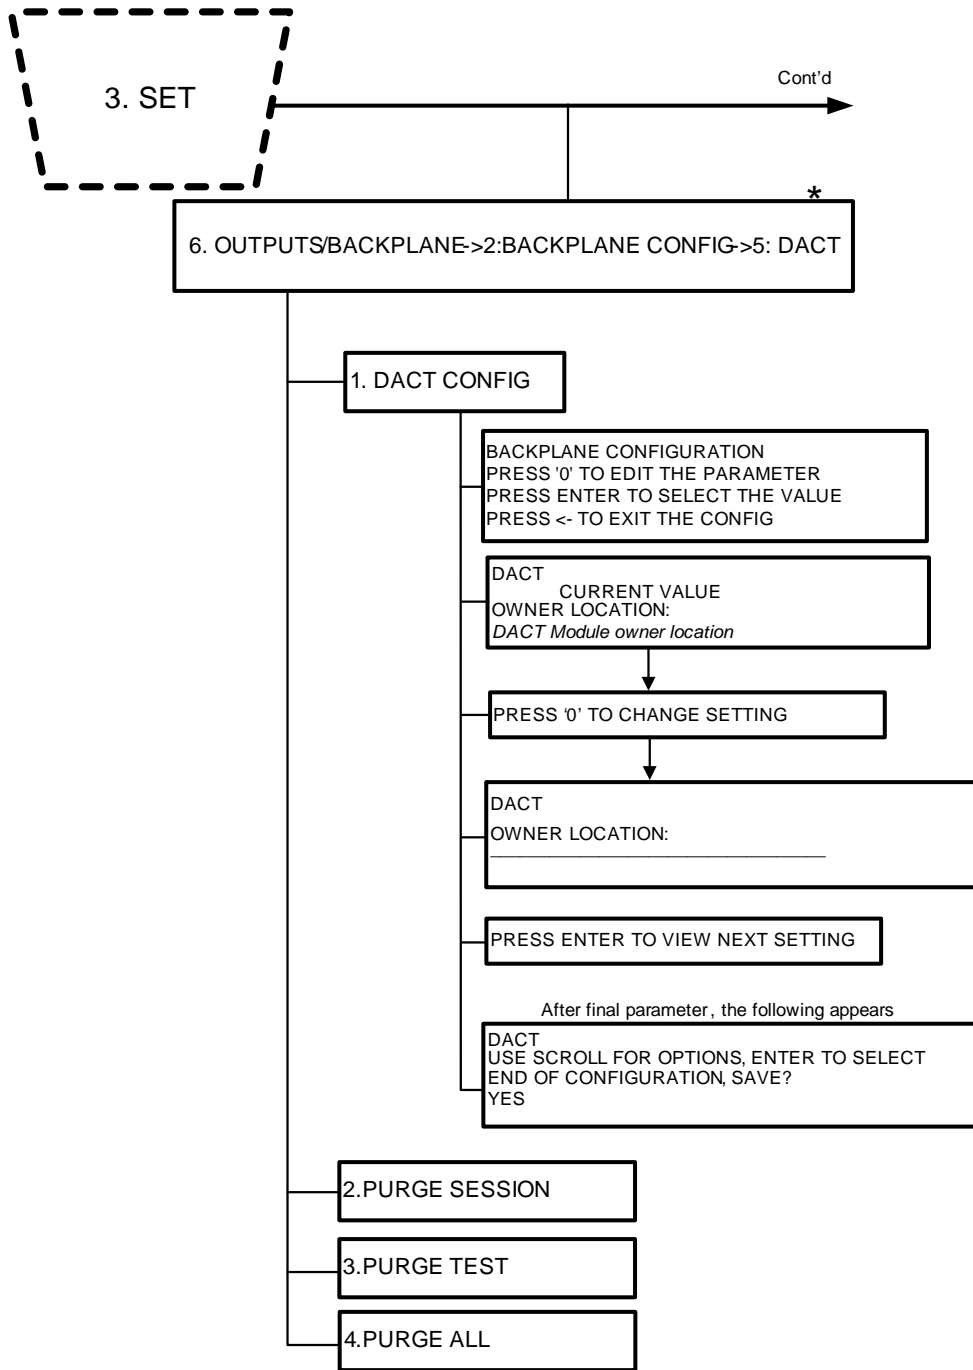 3. SET
Cont'd
*
6. OUTPUTS/BACKPLANE->2:BACKPLANE CONFIG->5: DACT
1. DACT CONFIG
BACKPLANE CONFIGURATION
PRESS '0' TO EDIT THE PARAMETER
PRESS ENTER TO SELECT THE VALUE
PRESS <- TO EXIT THE CONFIG
DACT
CURRENT VALUE
OWNER LOCATION:
DACT Module owner location
PRESS '0' TO CHANGE SETTING
DACT
OWNER LOCATION:
PRESS ENTER TO VIEW NEXT SETTING
After final parameter, the following appears
DACT
USE SCROLL FOR OPTIONS, ENTER TO SELECT
END OF CONFIGURATION, SAVE?
YES
2.PURGE SESSION
3.PURGE TEST
4.PURGE ALL